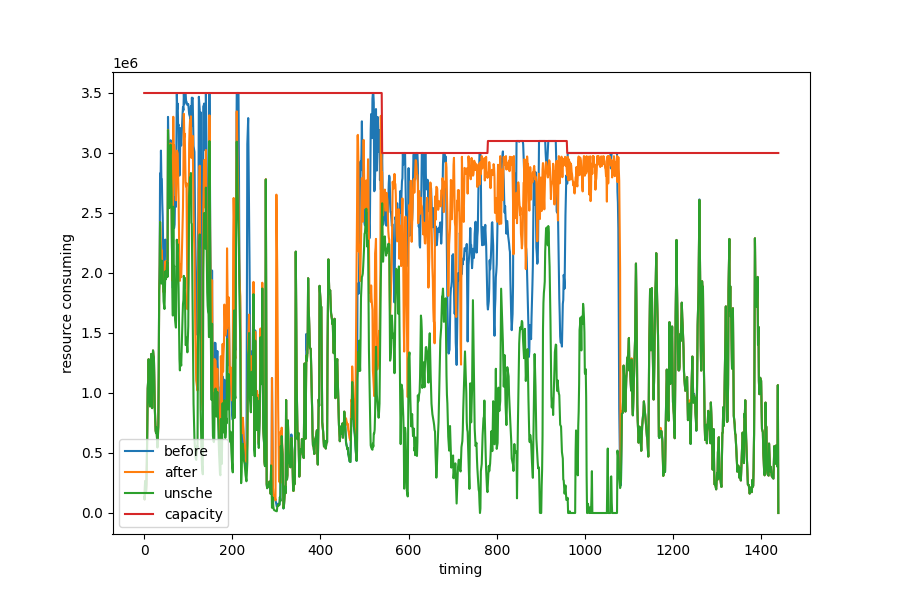 1e6
3.5
3.0
2.5
2.0
1.5
1.0
0.5
0.0
resource consuming
before
after
unsche
capacity
0 200 400 600 800 1000 1200 1400
timing